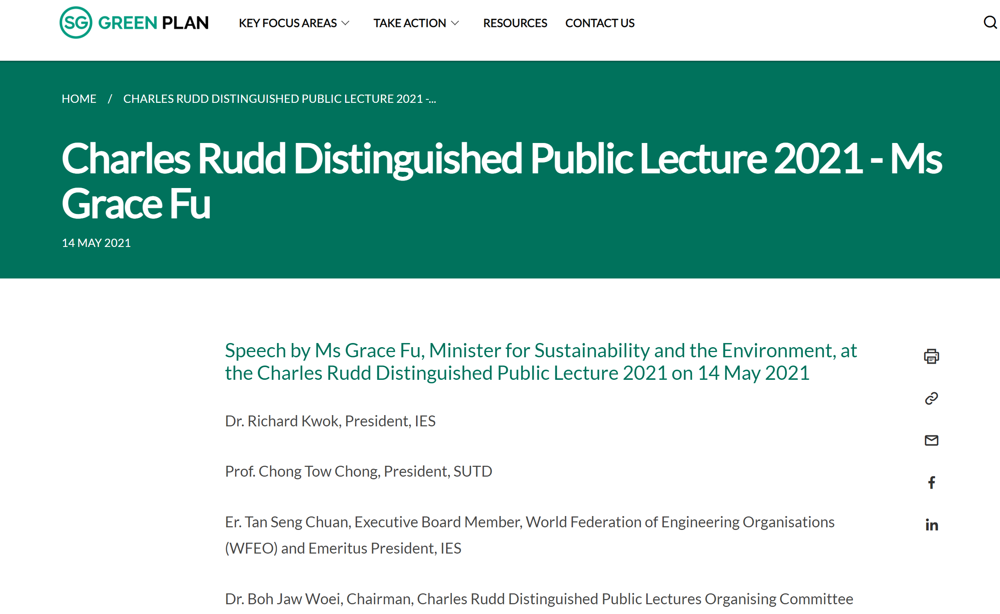 SG GREEN PLAN
KEY FOCUS AREAS
TAKE ACTION
RESOURCES
CONTACT US
HOME / CHARLES RUDD DISTINGUISHED PUBLIC LECTURE 2021 -...
Charles Rudd Distinguished Public Lecture 2021 - Ms
Grace Fu
14 MAY 2021
Speech by Ms Grace Fu, Minister for Sustainability and the Environment, at
the Charles Rudd Distinguished Public Lecture 2021 on 14 May 2021
Dr. Richard Kwok, President, IES
Prof. Chong Tow Chong, President, SUTD
Er. Tan Seng Chuan, Executive Board Member, World Federation of Engineering Organisations
(WFEO) and Emeritus President, IES
Dr. Boh Jaw Woei, Chairman, Charles Rudd Distinguished Public Lectures Organising Committee